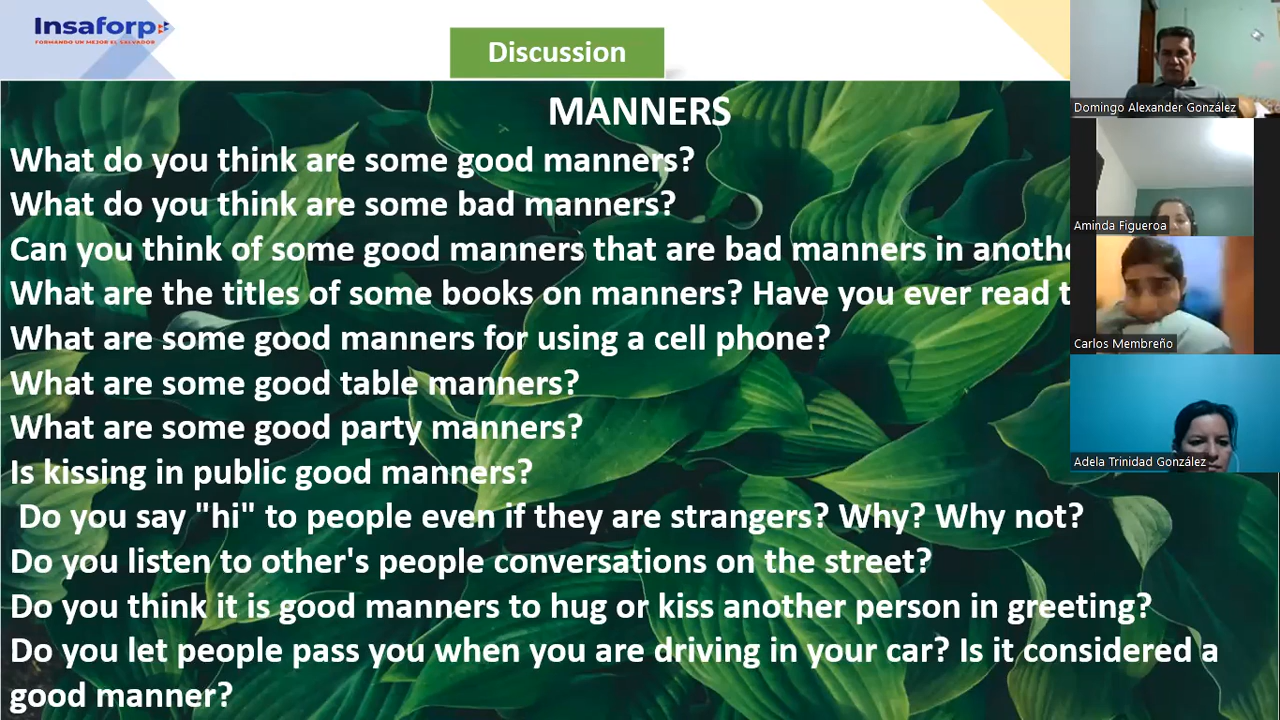 Insaforp
FORMANDO UN MEJOR EL SALVADOR
Discussion
MANNERS
What do you think are some good manners?
What do you think are some bad manners?
Can you think of some good manners that are bad manners in
What are the titles of some books on manners? Have you ever read
What are some good manners for using a cell phone?
What are some good table manners?
What are some good party manners?
Is kissing in public good manners?
Do you say "hi" to people even if they are strangers? Why? Why not?
Do you listen to other's people conversations on the street?
Do you think it is good manners to hug or kiss another person in greeting?
Do you let people pass you when you are driving in your car? Is it considered a
good manner?
Domingo Alexander González
Aminda Figueroa
Carlos Membreño
Adela Trinidad González